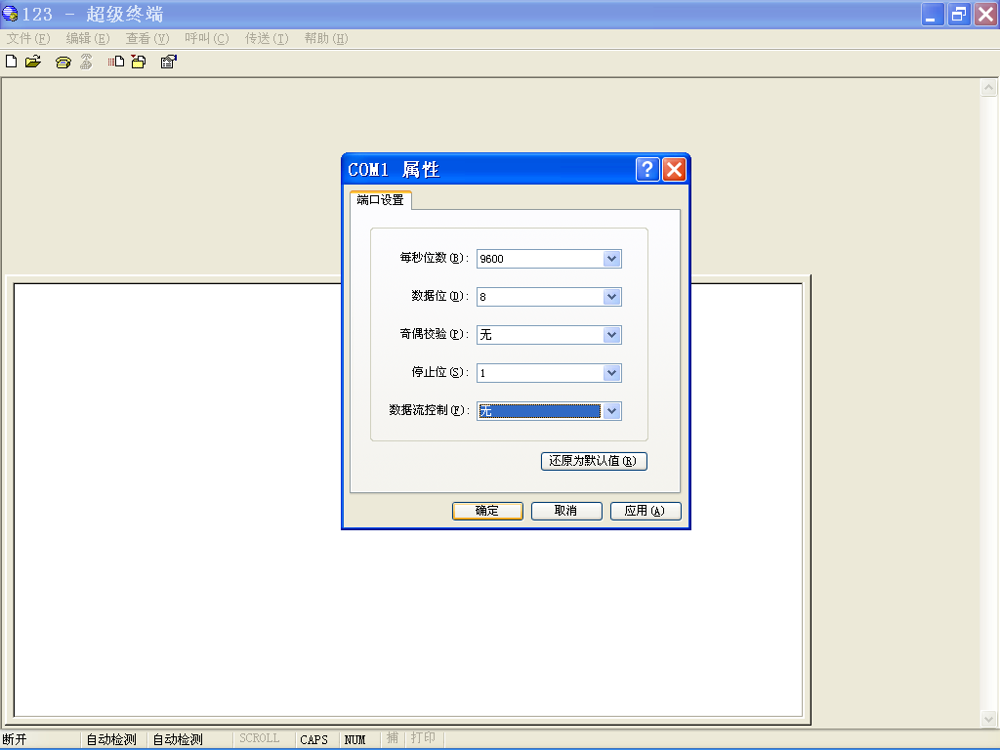 123 - 超级终端
文件(F) 编辑(E) 查看(V) 呼叫(C) 传送(T) 帮助(H)
COM1 属性
端口设置
每秒位数(B): 9600
数据位(D): 8
奇偶校验(P): 无
停止位(S): 1
数据流控制(F): 无
还原为默认值(R)
确定 取消 应用(A)
断开 自动检测 自动检测 SCROLL CAPS NUM 捕 打印